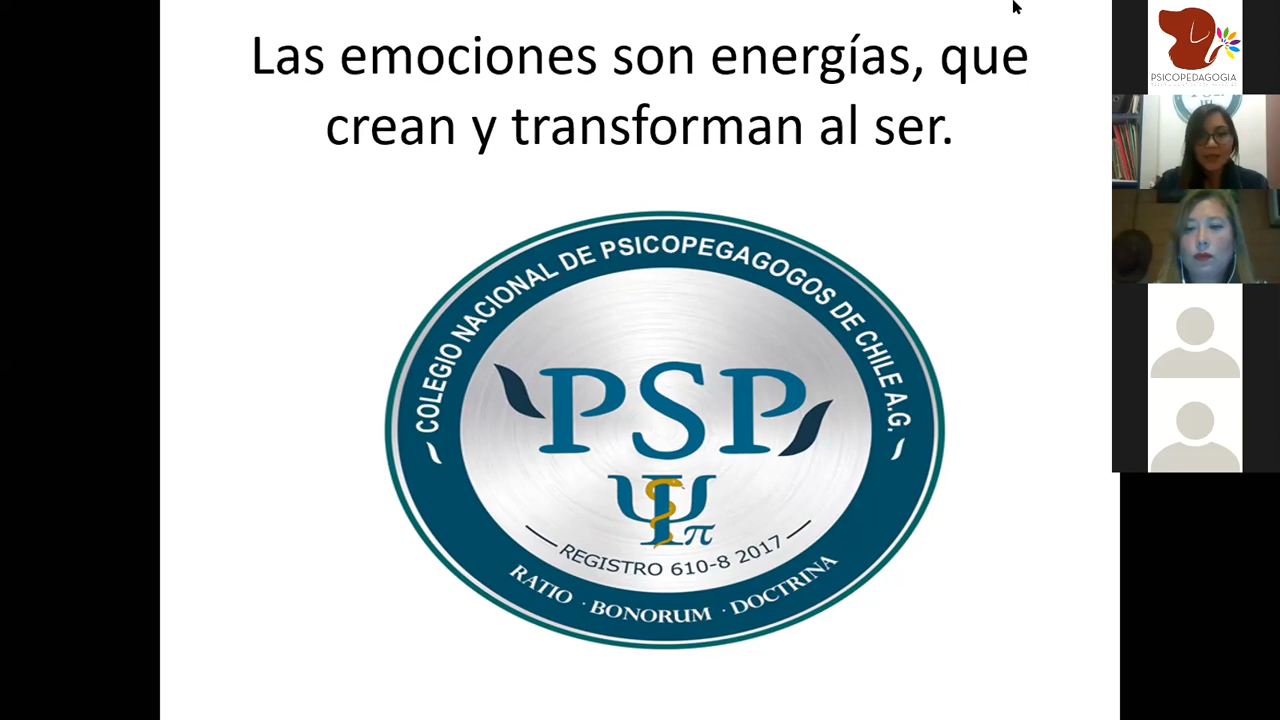 Las emociones son energías, que
crean y transforman al ser.
COLEGIO NACIONAL DE PSICOPEGAGOGOS DE CHILE A.G.
PSP
Ψπ
REGISTRO 610-8 2017
RATIO · BONORUM · DOCTRINA
PSICOPEDAGOGIA